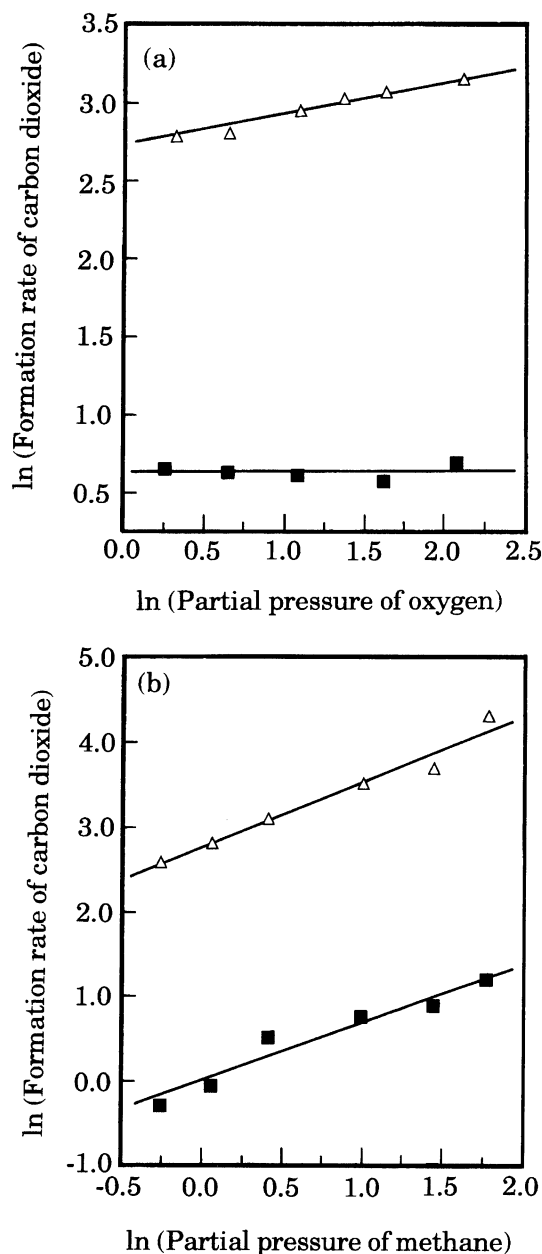 (a)
3.5
3.0
2.5
2.0
1.5
1.0
0.5
ln (Formation rate of carbon dioxide)
0.0 0.5 1.0 1.5 2.0 2.5
ln (Partial pressure of oxygen)
(b)
5.0
4.0
3.0
2.0
1.0
0.0
-1.0
ln (Formation rate of carbon dioxide)
-0.5 0.0 0.5 1.0 1.5 2.0
ln (Partial pressure of methane)